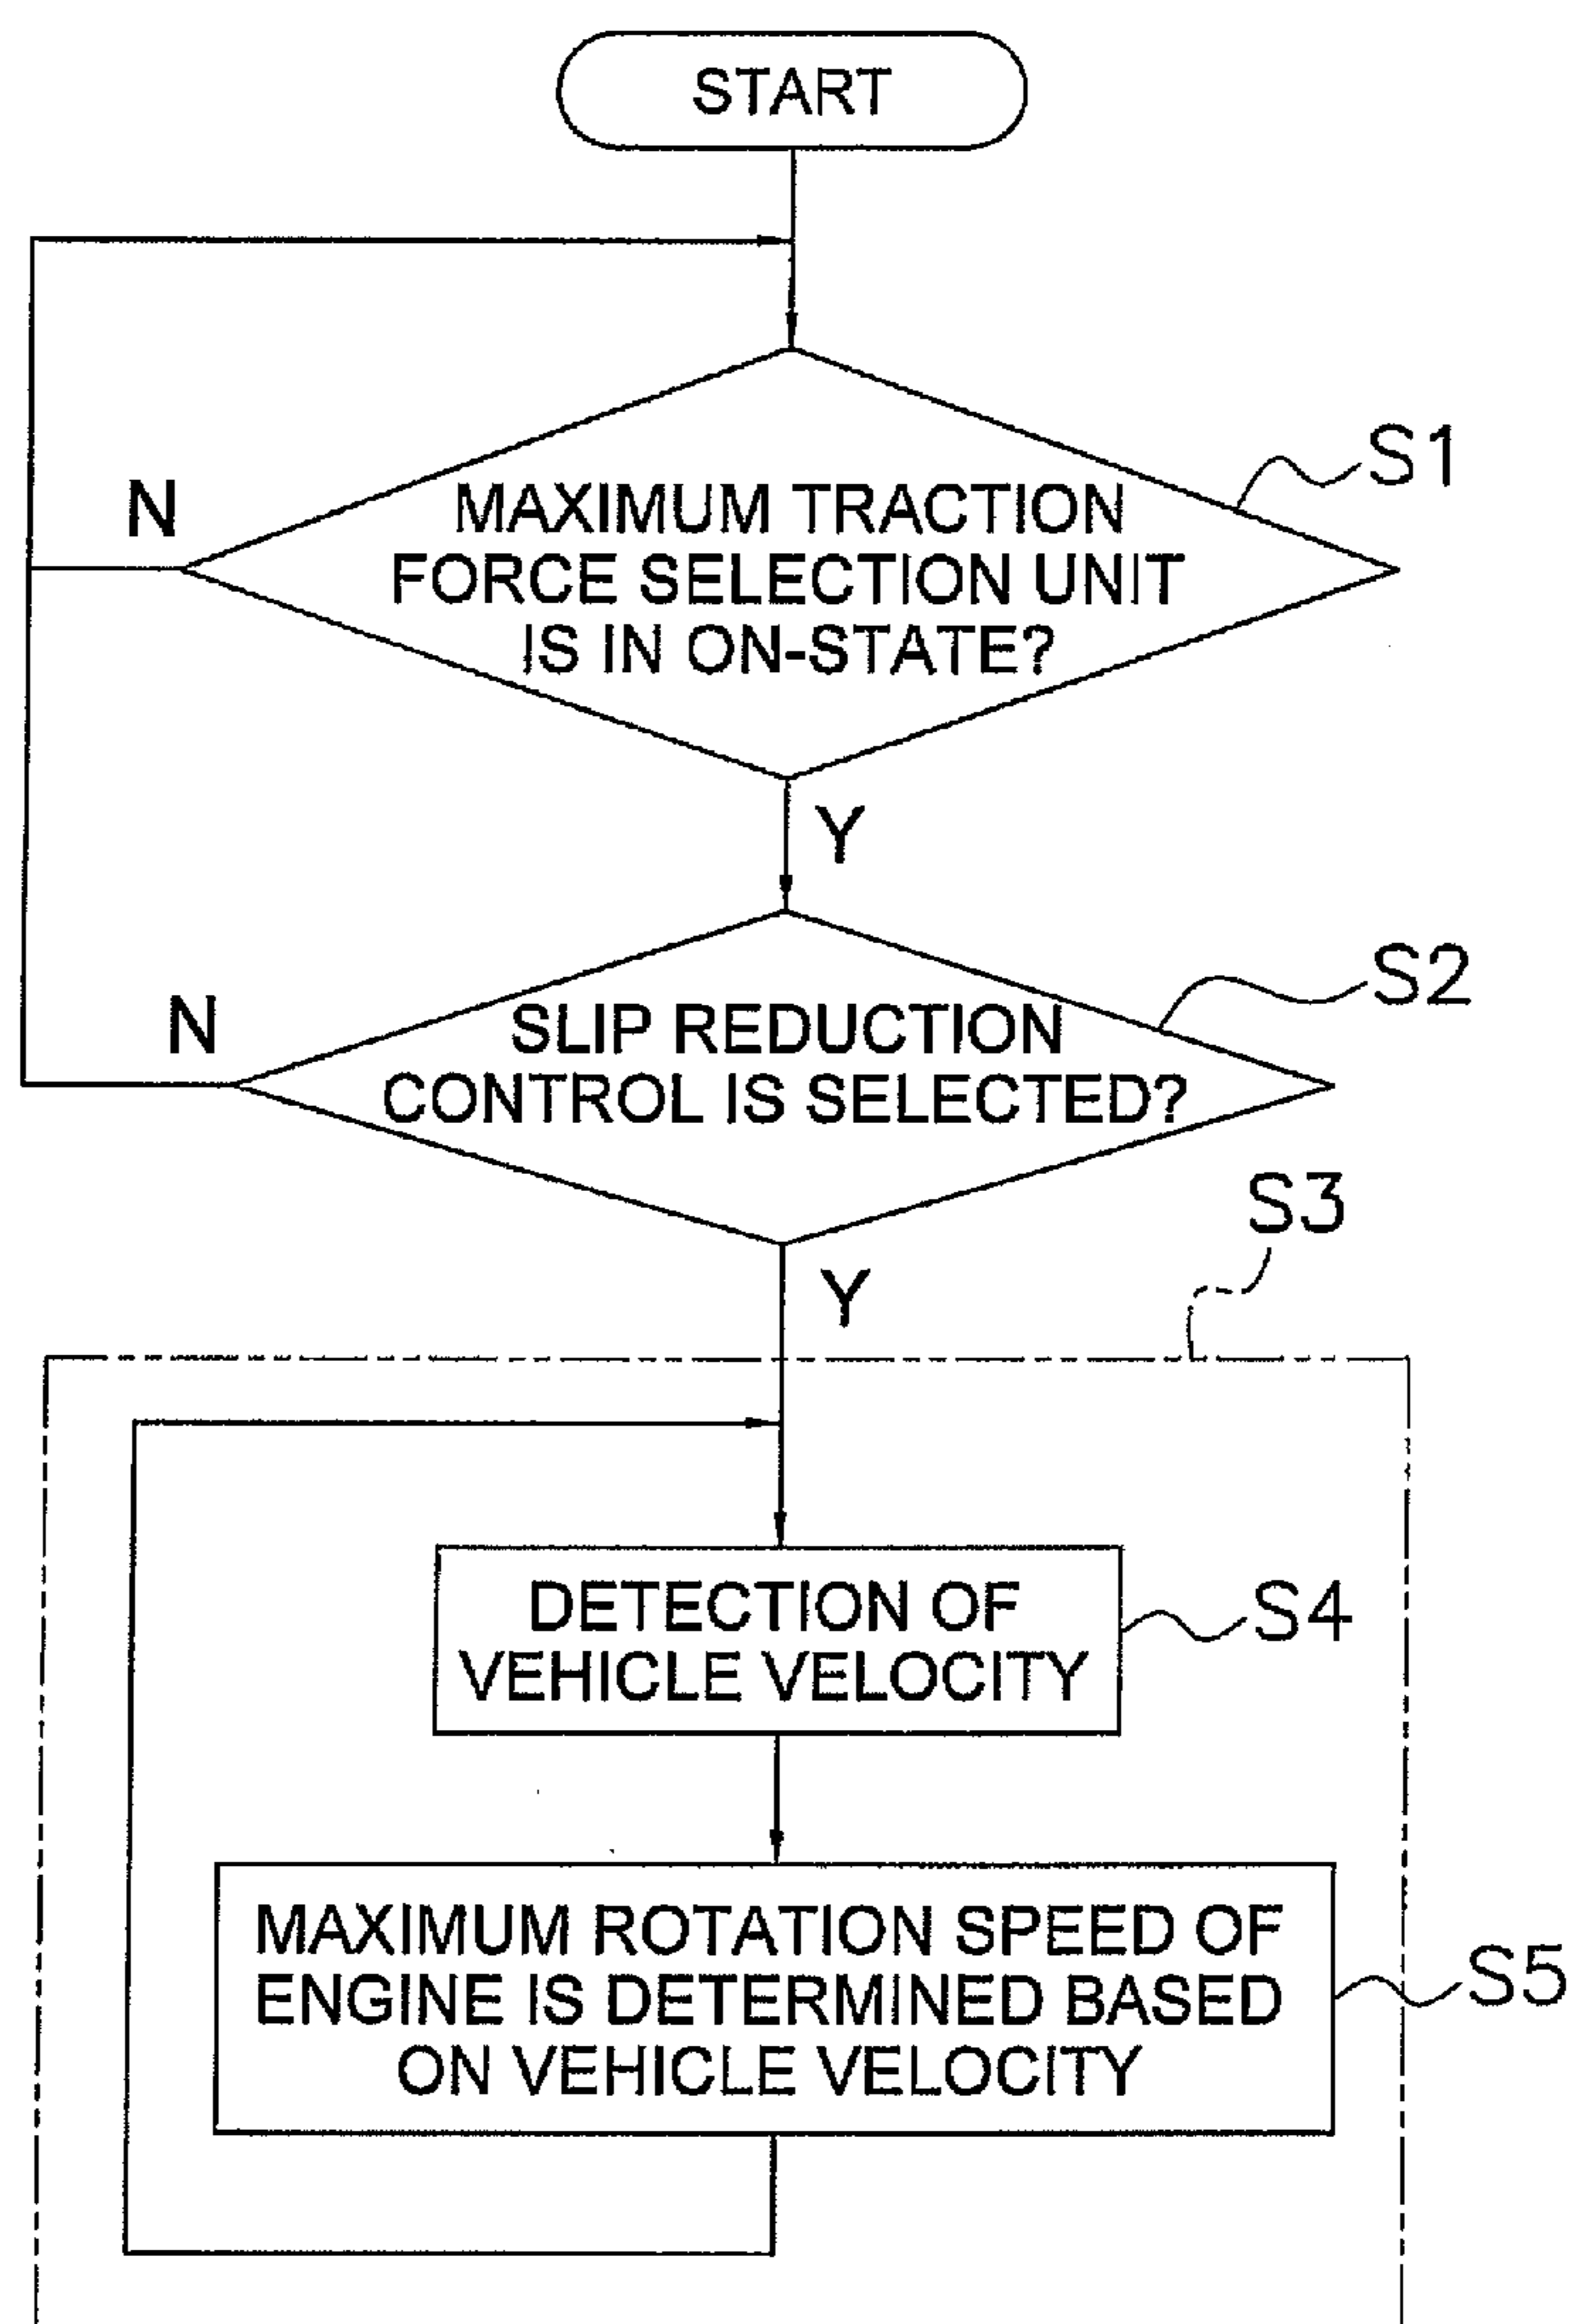 START
S1
N
MAXIMUM TRACTION
FORCE SELECTION UNIT
IS IN ON-STATE?
Y
S2
N
SLIP REDUCTION
CONTROL IS SELECTED?
S3
Y
DETECTION OF
VEHICLE VELOCITY
S4
MAXIMUM ROTATION SPEED OF
ENGINE IS DETERMINED BASED
ON VEHICLE VELOCITY
S5